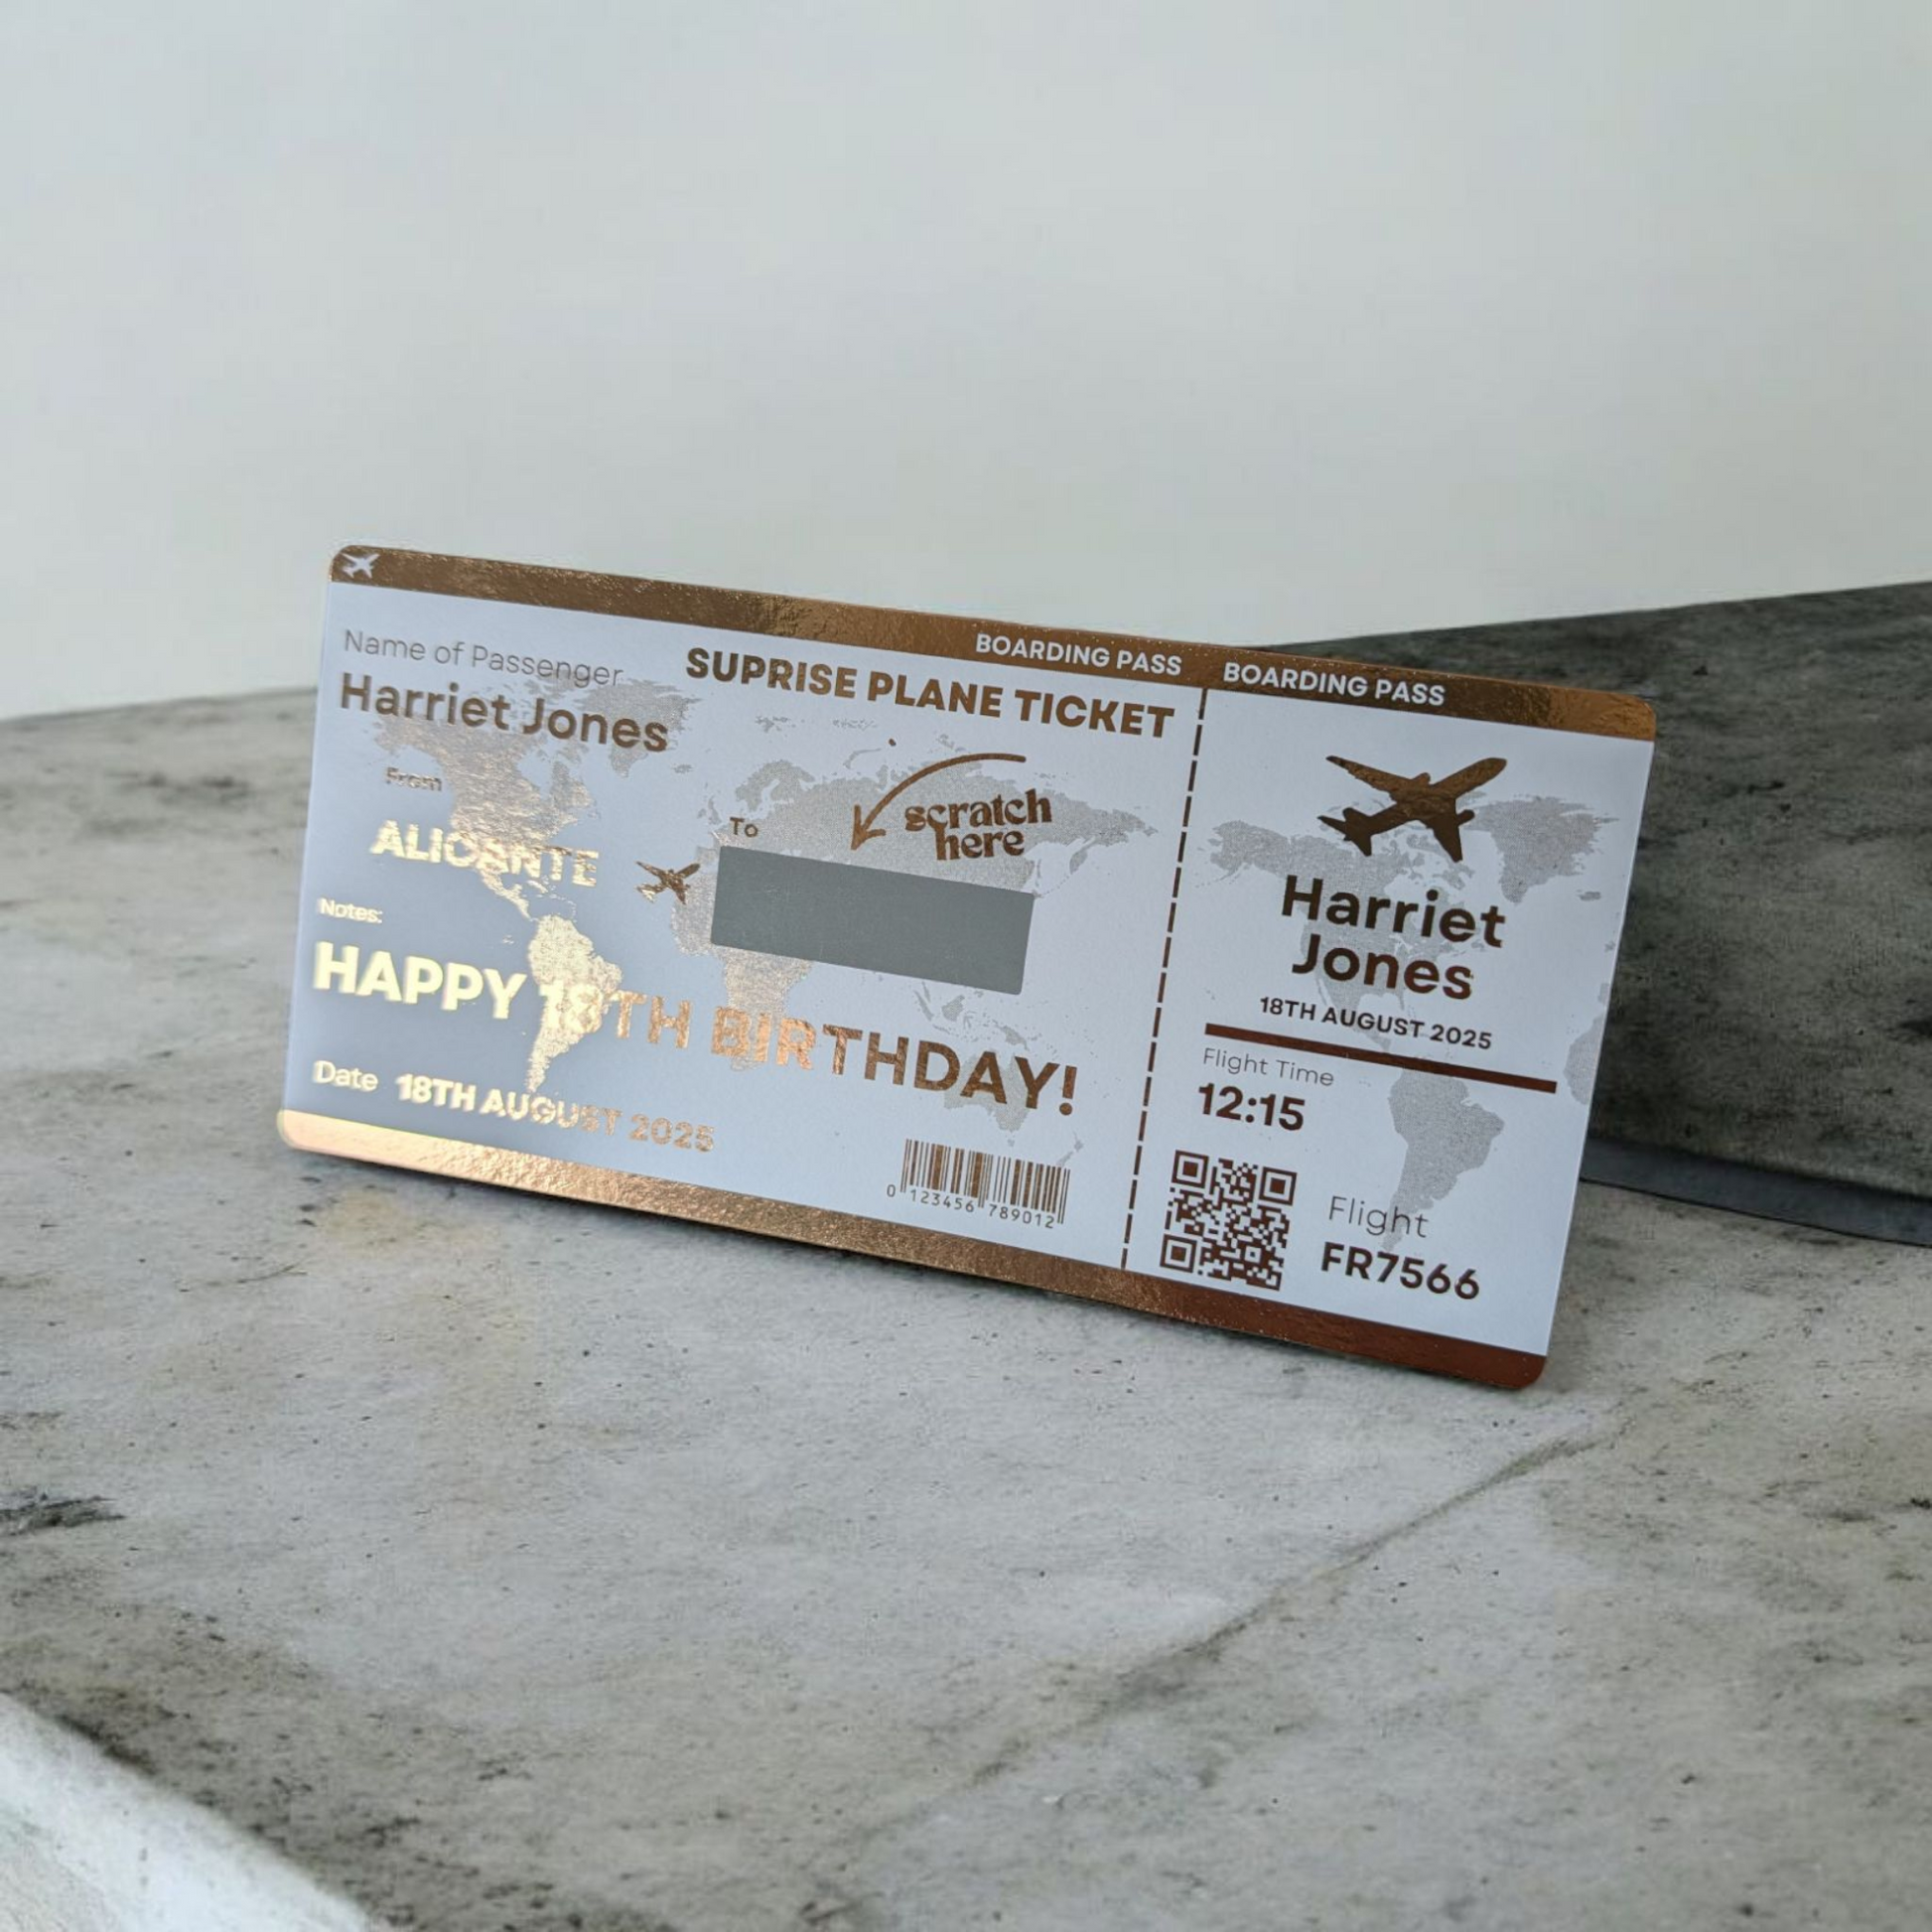 BOARDING PASS
BOARDING PASS
Name of Passenger
Harriet Jones
SUPRISE PLANE TICKET
From
ALICANTE
To
scratch
here
Notes:
HAPPY 18TH BIRTHDAY!
Date 18TH AUGUST 2025
0 123456 789012
Harriet
Jones
18TH AUGUST 2025
Flight Time
12:15
Flight
FR7566